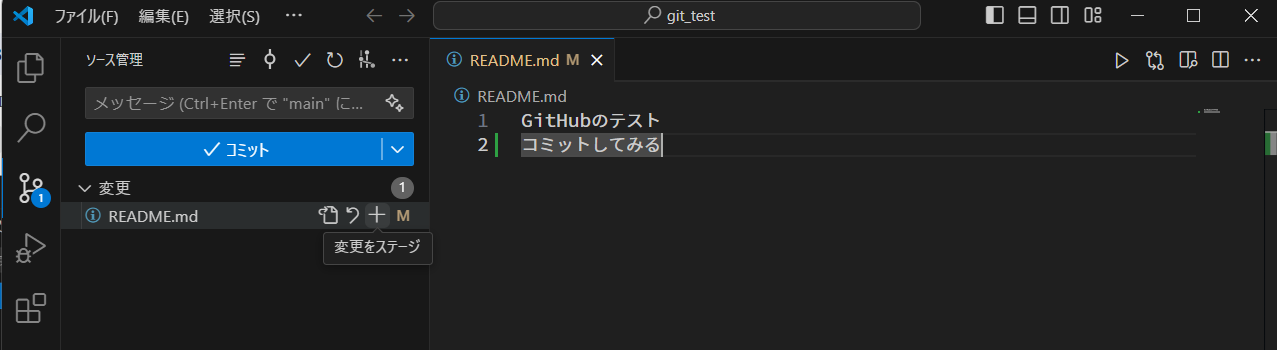 ファイル(F) 編集(E) 選択(S) ··· git_test
ソース管理
README.md M
メッセージ (Ctrl+Enter で "main" に...
README.md
コミット
1 GitHubのテスト
2 コミットしてみる
変更 1
1
README.md M
変更をステージ